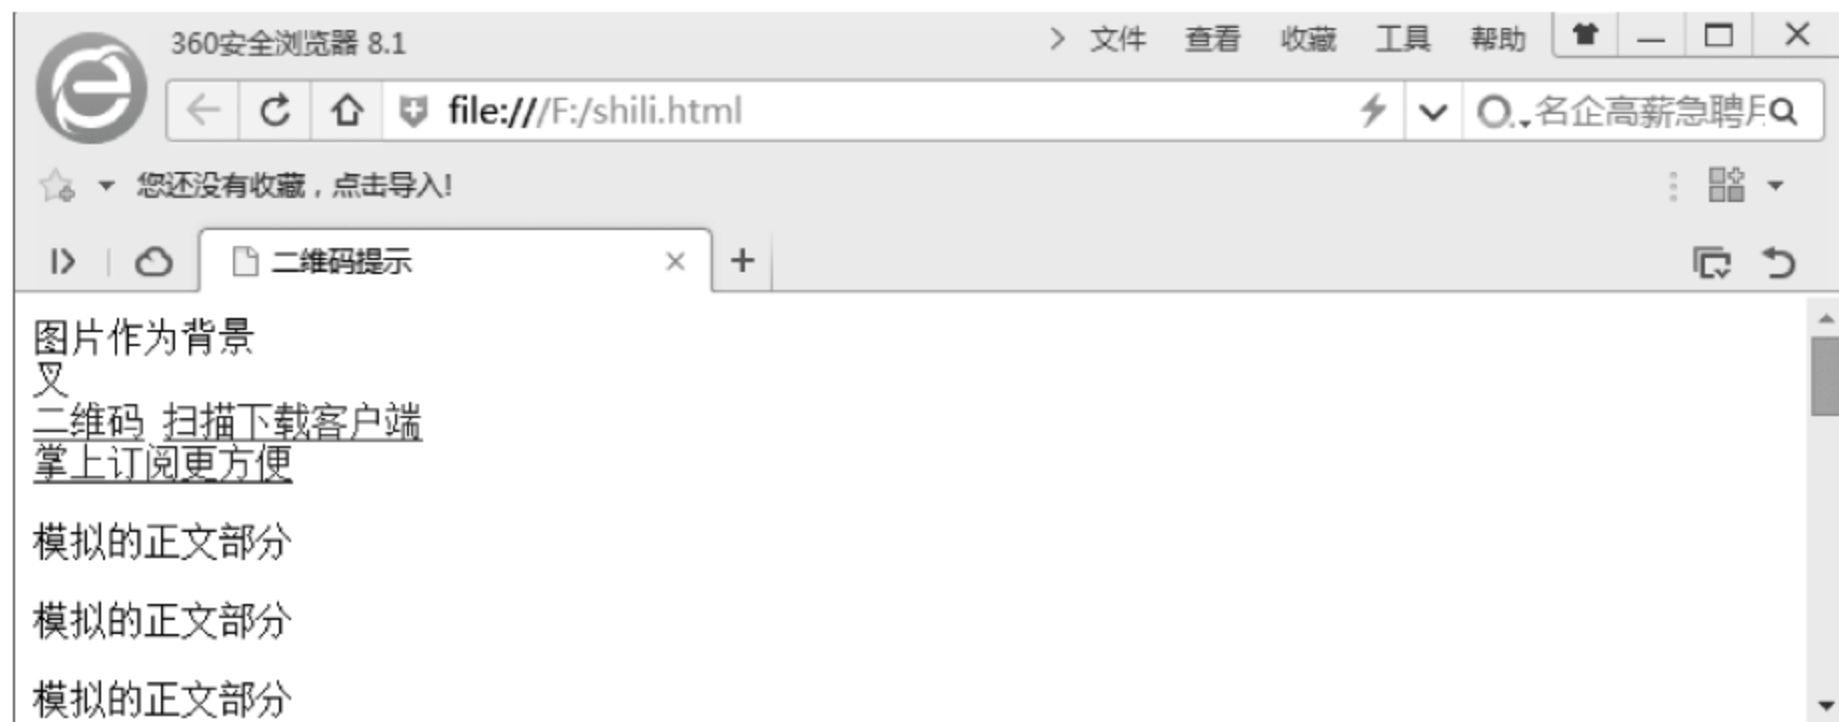 360安全浏览器 8.1
文件 查看 收藏 工具 帮助
file:///F:/shili.html
名企高薪急聘
您还没有收藏，点击导入!
二维码提示
图片作为背景
叉
二维码 扫描下载客户端
掌上订阅更方便
模拟的正文部分
模拟的正文部分
模拟的正文部分